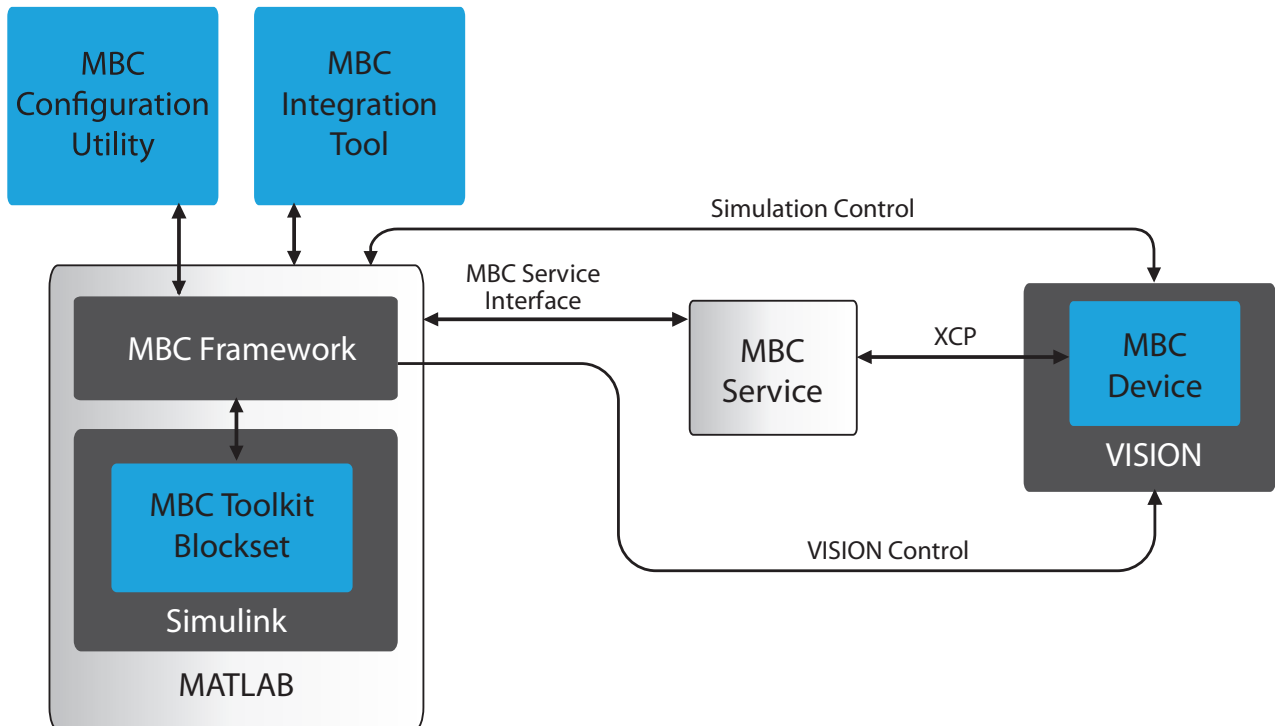 MBC
Configuration
Utility
MBC
Integration
Tool
Simulation Control
MBC Service
Interface
MBC Framework
MBC
Service
XCP
MBC
Device
VISION
MBC Toolkit
Blockset
VISION Control
Simulink
MATLAB